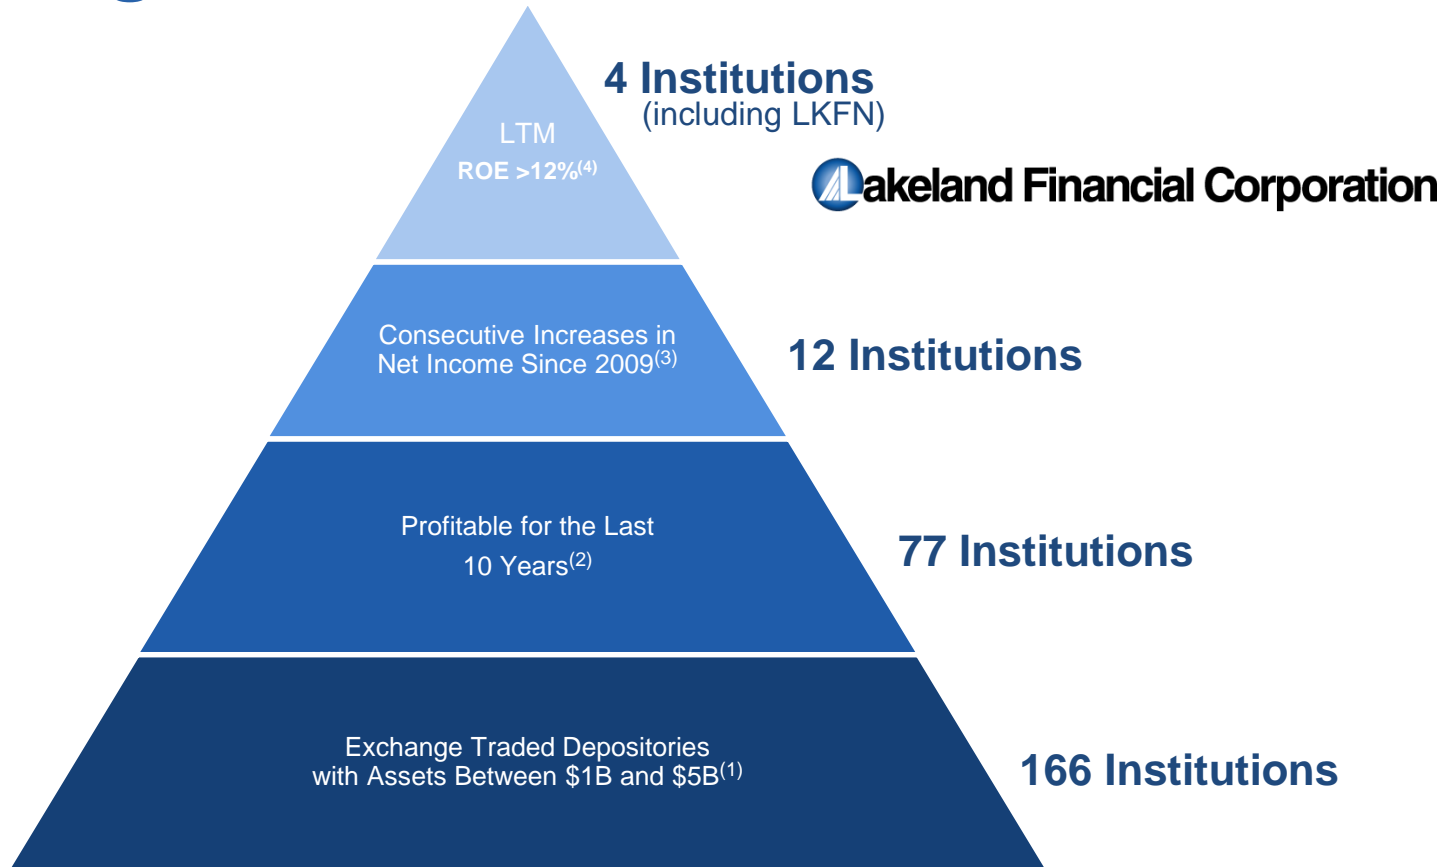 4 Institutions
(including LKFN)
LTM
ROE >12%(4)
Lakeland Financial Corporation
Consecutive Increases in
Net Income Since 2009(3)
12 Institutions
Profitable for the Last
10 Years(2)
77 Institutions
Exchange Traded Depositories
with Assets Between $1B and $5B(1)
166 Institutions